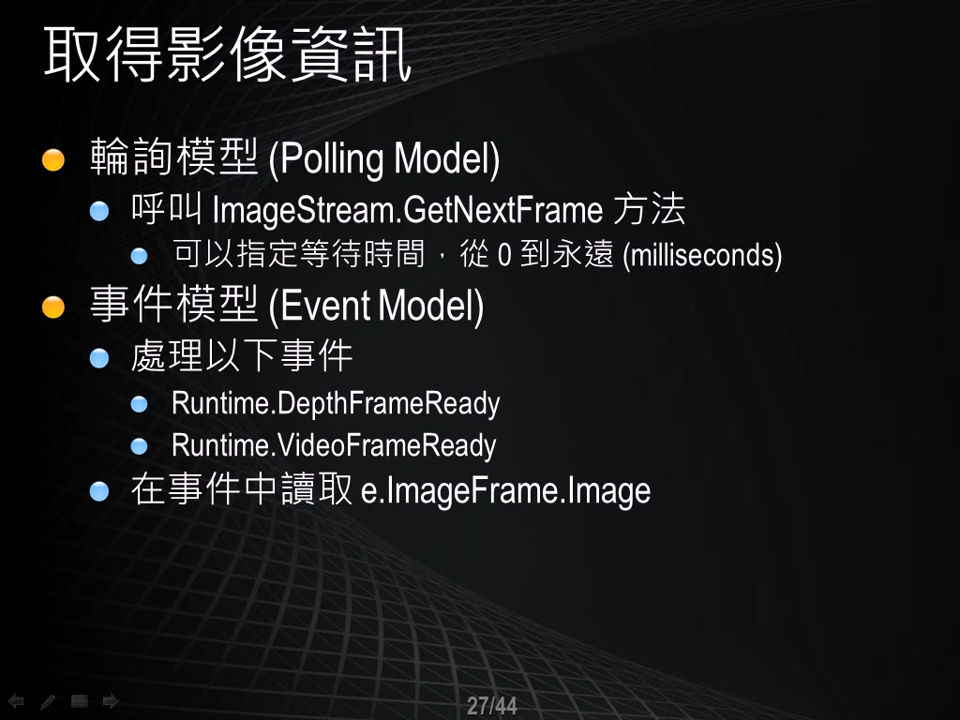 取得影像資訊
輪詢模型 (Polling Model)
呼叫 ImageStream.GetNextFrame 方法
可以指定等待時間，從 0 到永遠 (milliseconds)
事件模型 (Event Model)
處理以下事件
Runtime.DepthFrameReady
Runtime.VideoFrameReady
在事件中讀取 e.ImageFrame.Image
27/44